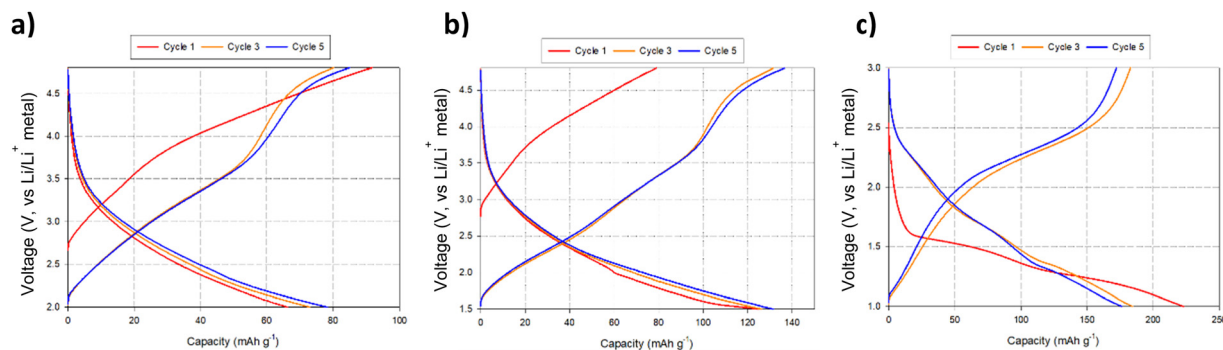 a)
b)
c)
Cycle 1 Cycle 3 Cycle 5
Cycle 1 Cycle 3 Cycle 5
Cycle 1 Cycle 3 Cycle 5
Voltage (V, vs Li/Li+ metal)
4.5
4.0
3.5
3.0
2.5
2.0
0 20 40 60 80 100
Capacity (mAh g-1)
Voltage (V, vs Li/Li+ metal)
4.5
4.0
3.5
3.0
2.5
2.0
1.5
0 20 40 60 80 100 120 140
Capacity (mAh g-1)
Voltage (V, vs Li/Li+ metal)
3.0
2.5
2.0
1.5
1.0
0 50 100 150 200 250
Capacity (mAh g-1)